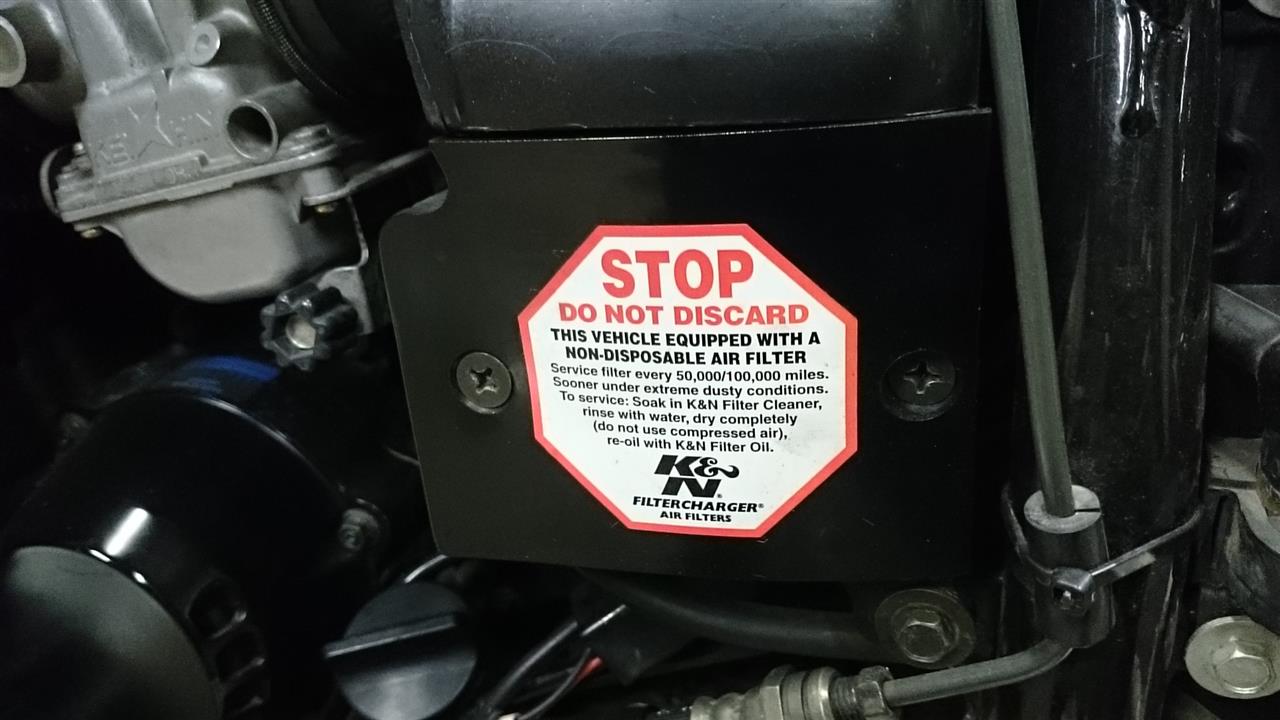 KEIHIN
STOP
DO NOT DISCARD
THIS VEHICLE EQUIPPED WITH A
NON-DISPOSABLE AIR FILTER
Service filter every 50,000/100,000 miles.
Sooner under extreme dusty conditions.
To service: Soak in K&N Filter Cleaner,
rinse with water, dry completely
(do not use compressed air),
re-oil with K&N Filter Oil.
K&N®
FILTERCHARGER®
AIR FILTERS